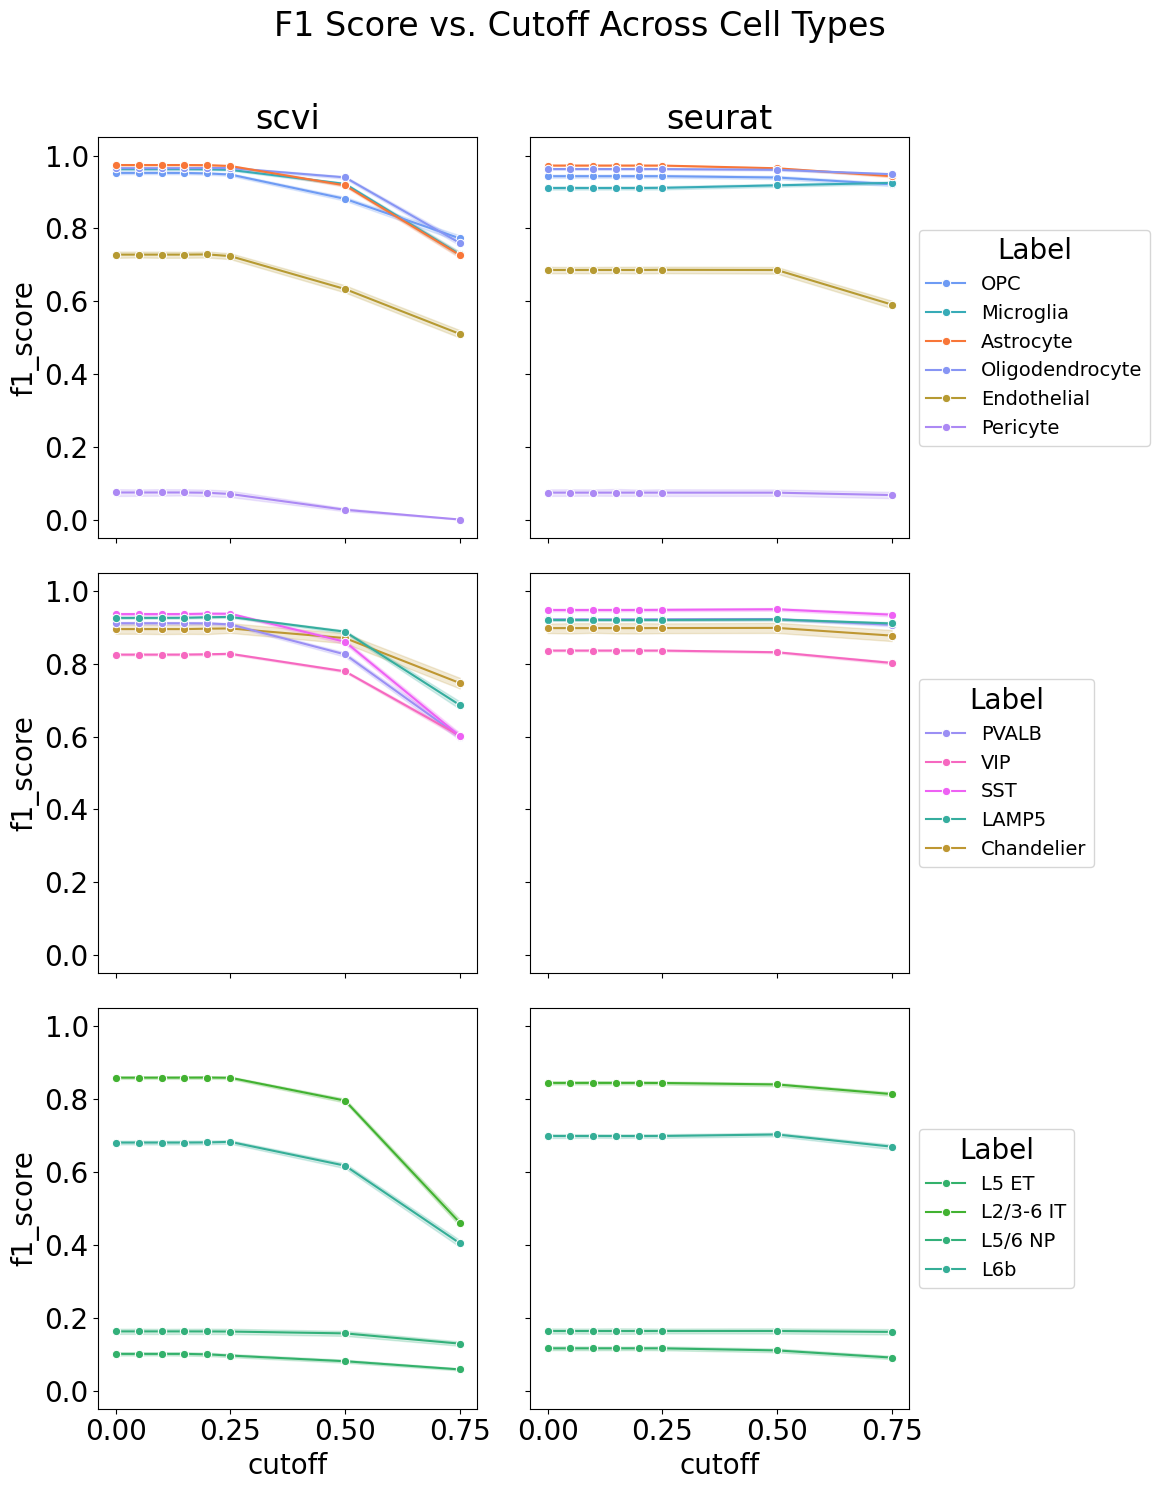 F1 Score vs. Cutoff Across Cell Types
scvi
seurat
1.0
0.8
0.6
0.4
0.2
0.0
f1_score
Label
OPC
Microglia
Astrocyte
Oligodendrocyte
Endothelial
Pericyte
1.0
0.8
0.6
0.4
0.2
0.0
f1_score
Label
PVALB
VIP
SST
LAMP5
Chandelier
1.0
0.8
0.6
0.4
0.2
0.0
f1_score
Label
L5 ET
L2/3-6 IT
L5/6 NP
L6b
0.00 0.25 0.50 0.75
cutoff
0.00 0.25 0.50 0.75
cutoff